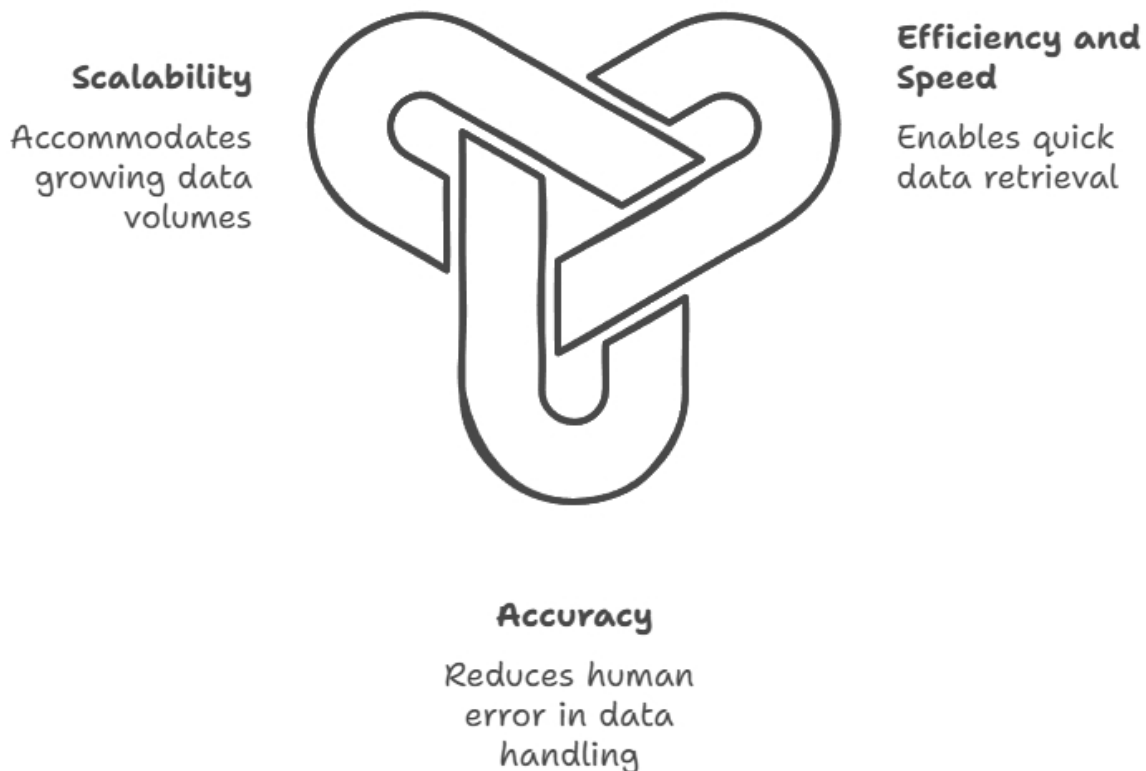 Scalability
Accommodates
growing data
volumes
Efficiency and
Speed
Enables quick
data retrieval
Accuracy
Reduces human
error in data
handling